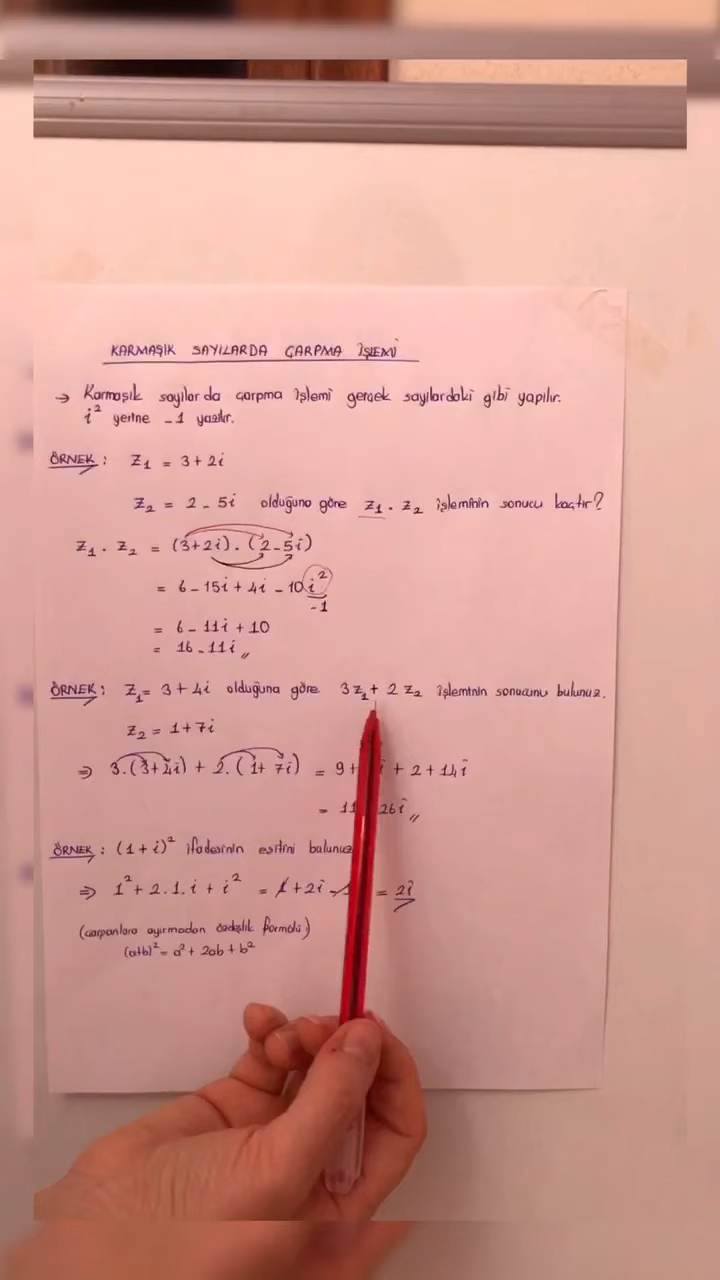 KARMAŞIK SAYILARDA ÇARPMA İŞLEMİ
→ Karmaşık sayılarda çarpma işlemi gerçek sayılardaki gibi yapılır.
i² yerine -1 yazılır.
ÖRNEK: Z₁ = 3+2i
Z₂ = 2-5i olduğuna göre Z₁ . Z₂ işleminin sonucu kaçtır?
Z₁ . Z₂ = (3+2i) . (2-5i)
= 6-15i+4i-10i²
-1
= 6-11i+10
= 16-11i,,
ÖRNEK: Z₁= 3+4i olduğuna göre 3Z₁+ 2Z₂ işleminin sonucunu bulunuz.
Z₂ = 1+7i
⇒ 3.(3+4i) + 2.(1+7i) = 9+ i + 2+14i
= 11 26i,,
ÖRNEK: (1+i)² ifadesinin eşitini bulunuz
⇒ 1²+2.1.i+i² = 1+2i-1 = 2i
(çarpanlara ayırmadan özdeşlik formülü)
(a+b)² = a²+2ab+b²